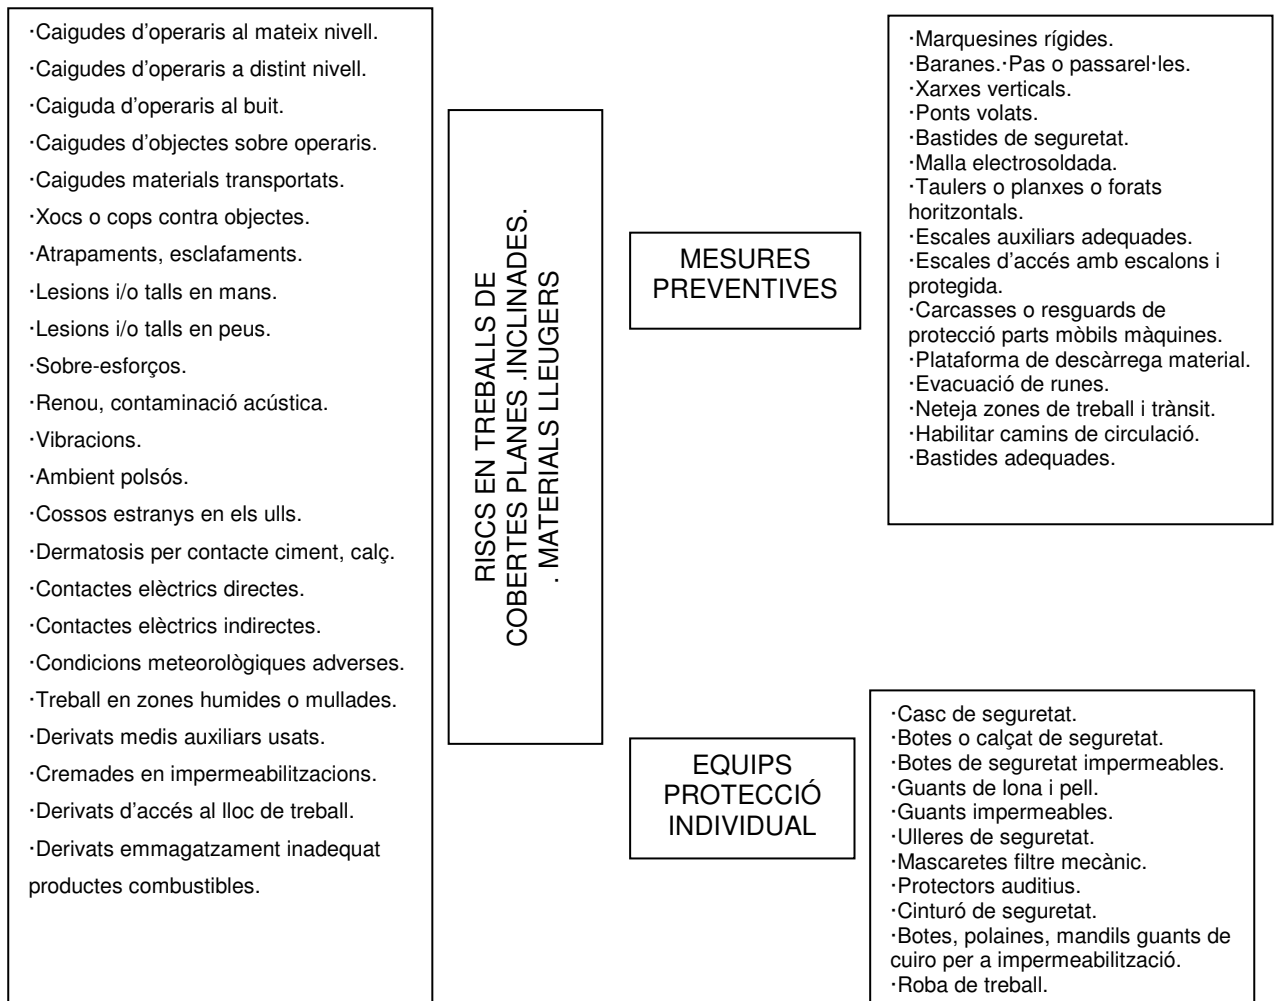 ·Caigudes d'operaris al mateix nivell.
·Caigudes d'operaris a distint nivell.
·Caiguda d'operaris al buit.
·Caigudes d'objectes sobre operaris.
·Caigudes materials transportats.
·Xocs o cops contra objectes.
·Atrapaments, esclafaments.
·Lesions i/o talls en mans.
·Lesions i/o talls en peus.
·Sobre-esforços.
·Renou, contaminació acústica.
·Vibracions.
·Ambient polsós.
·Cossos estranys en els ulls.
·Dermatosis per contacte ciment, calç.
·Contactes elèctrics directes.
·Contactes elèctrics indirectes.
·Condicions meteorològiques adverses.
·Treball en zones humides o mullades.
·Derivats medis auxiliars usats.
·Cremades en impermeabilitzacions.
·Derivats d'accés al lloc de treball.
·Derivats emmagatzament inadequat
productes combustibles.
RISCS EN TREBALLS DE
COBERTES PLANES .INCLINADES.
. MATERIALS LLEUGERS
MESURES
PREVENTIVES
·Marquesines rígides.
·Baranes.·Pas o passarel·les.
·Xarxes verticals.
·Ponts volats.
·Bastides de seguretat.
·Malla electrosoldada.
·Taulers o planxes o forats
horitzontals.
·Escales auxiliars adequades.
·Escales d'accés amb escalons i
protegida.
·Carcasses o resguards de
protecció parts mòbils màquines.
·Plataforma de descàrrega material.
·Evacuació de runes.
·Neteja zones de treball i trànsit.
·Habilitar camins de circulació.
·Bastides adequades.
EQUIPS
PROTECCIÓ
INDIVIDUAL
·Casc de seguretat.
·Botes o calçat de seguretat.
·Botes de seguretat impermeables.
·Guants de lona i pell.
·Guants impermeables.
·Ulleres de seguretat.
·Mascaretes filtre mecànic.
·Protectors auditius.
·Cinturó de seguretat.
·Botes, polaines, mandils guants de
cuiro per a impermeabilització.
·Roba de treball.